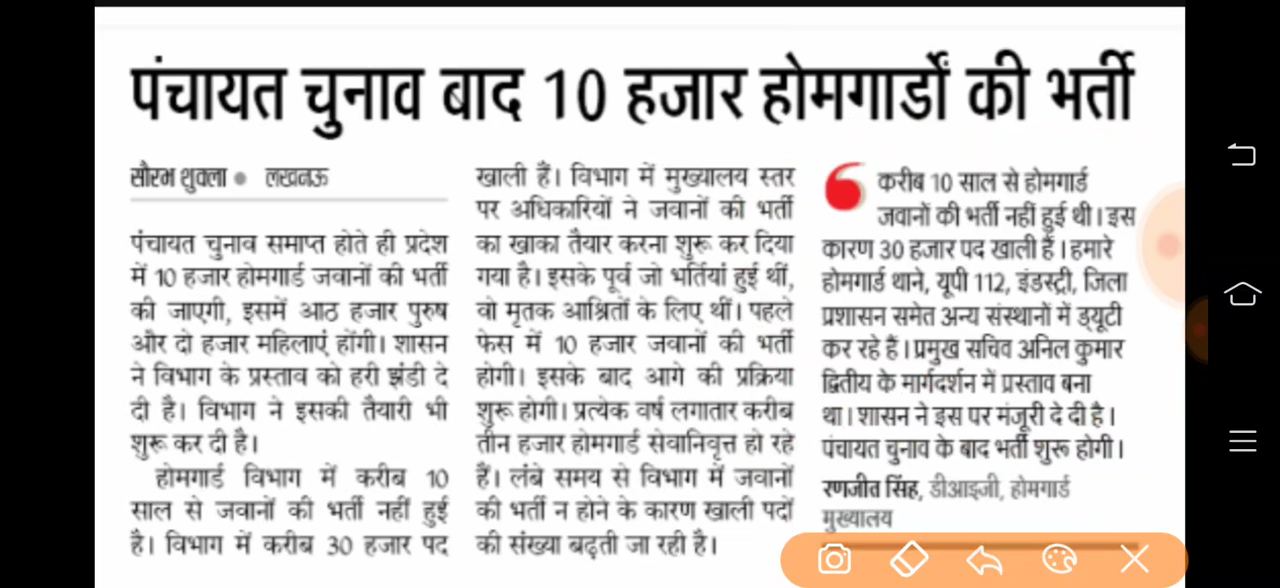 पंचायत चुनाव बाद 10 हजार होमगार्डों की भर्ती
सौरभ शुक्ला ● लखनऊ
पंचायत चुनाव समाप्त होते ही प्रदेश
में 10 हजार होमगार्ड जवानों की भर्ती
की जाएगी, इसमें आठ हजार पुरुष
और दो हजार महिलाएं होंगी। शासन
ने विभाग के प्रस्ताव को हरी झंडी दे
दी है। विभाग ने इसकी तैयारी भी
शुरू कर दी है।
होमगार्ड विभाग में करीब 10
साल से जवानों की भर्ती नहीं हुई
है। विभाग में करीब 30 हजार पद
खाली हैं। विभाग में मुख्यालय स्तर
पर अधिकारियों ने जवानों की भर्ती
का खाका तैयार करना शुरू कर दिया
गया है। इसके पूर्व जो भर्तियां हुई थीं,
वो मृतक आश्रितों के लिए थीं। पहले
फेस में 10 हजार जवानों की भर्ती
होगी। इसके बाद आगे की प्रक्रिया
शुरू होगी। प्रत्येक वर्ष लगातार करीब
तीन हजार होमगार्ड सेवानिवृत्त हो रहे
हैं। लंबे समय से विभाग में जवानों
की भर्ती न होने के कारण खाली पदों
की संख्या बढ़ती जा रही है।
करीब 10 साल से होमगार्ड
जवानों की भर्ती नहीं हुई थी। इस
कारण 30 हजार पद खाली हैं। हमारे
होमगार्ड थाने, यूपी 112, इंडस्ट्री, जिला
प्रशासन समेत अन्य संस्थानों में ड्यूटी
कर रहे हैं। प्रमुख सचिव अनिल कुमार
द्वितीय के मार्गदर्शन में प्रस्ताव बना
था। शासन ने इस पर मंजूरी दे दी है।
पंचायत चुनाव के बाद भर्ती शुरू होगी।
रणजीत सिंह, डीआइजी, होमगार्ड
मुख्यालय